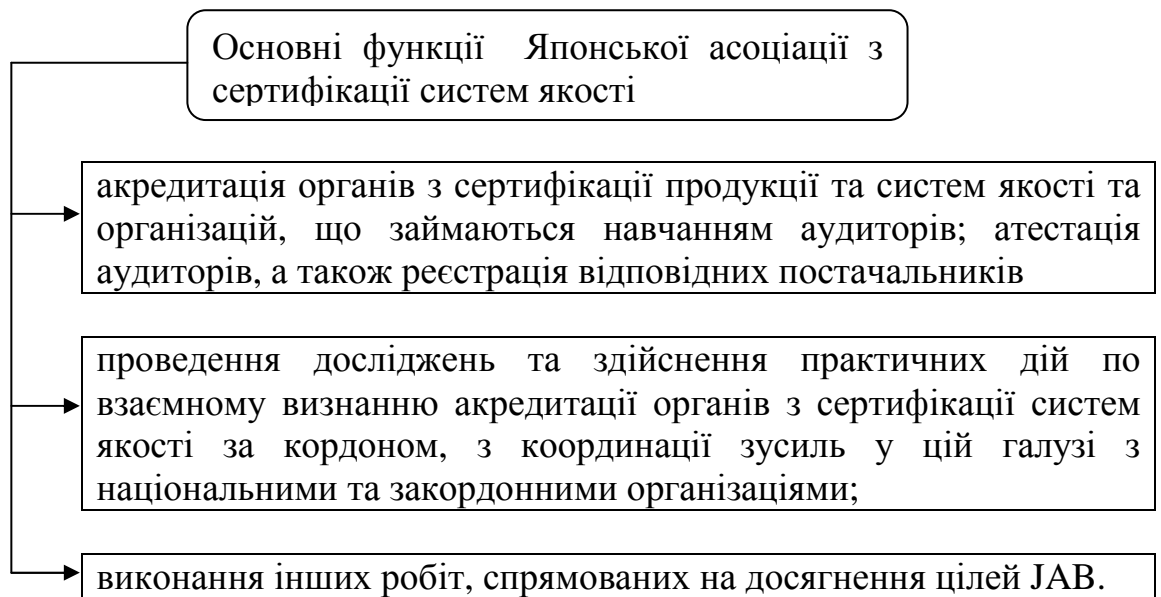 Основні функції Японської асоціації з
сертифікації систем якості
акредитація органів з сертифікації продукції та систем якості та
організацій, що займаються навчанням аудиторів; атестація
аудиторів, а також реєстрація відповідних постачальників
проведення досліджень та здійснення практичних дій по
взаємному визнанню акредитації органів з сертифікації систем
якості за кордоном, з координації зусиль у цій галузі з
національними та закордонними організаціями;
виконання інших робіт, спрямованих на досягнення цілей JAB.